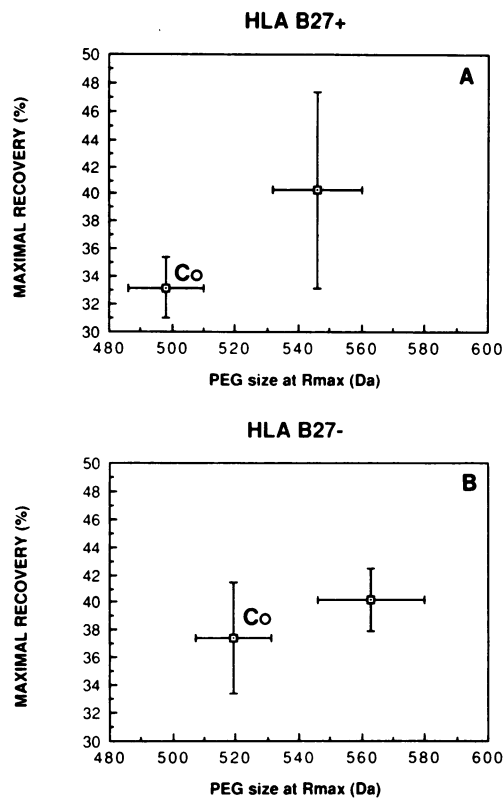 HLA B27+
A
MAXIMAL RECOVERY (%)
50
48
46
44
42
40
38
36
34
33
31
30
Co
480 500 520 540 560 580 600
PEG size at Rmax (Da)
HLA B27-
B
MAXIMAL RECOVERY (%)
50
48
46
44
42
40
38
36
34
32
30
Co
480 500 520 540 560 580 600
PEG size at Rmax (Da)